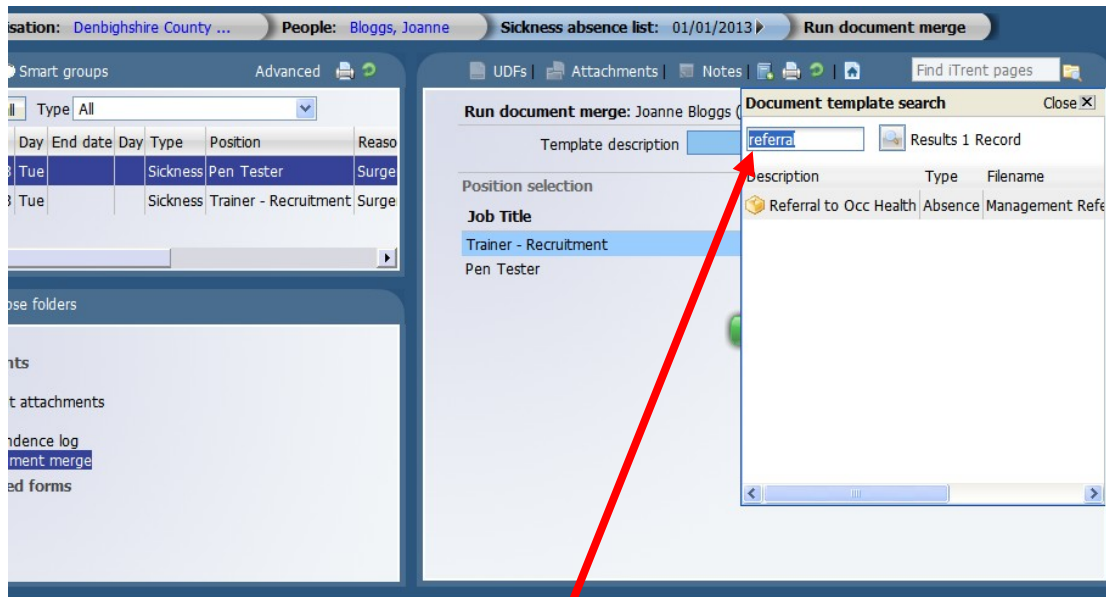 isation: Denbighshire County ... People: Bloggs, Joanne Sickness absence list: 01/01/2013 Run document merge
Smart groups Advanced
Type All
Day End date Day Type Position Reaso
3 Tue Sickness Pen Tester Surge
3 Tue Sickness Trainer - Recruitment Surge
ose folders
nts
t attachments
ndence log
ment merge
ed forms
UDFs | Attachments | Notes | Find iTrent pages
Run document merge: Joanne Bloggs (
Template description
Position selection
Job Title
Trainer - Recruitment
Pen Tester
Document template search Close
referral Results 1 Record
Description Type Filename
Referral to Occ Health Absence Management Refe